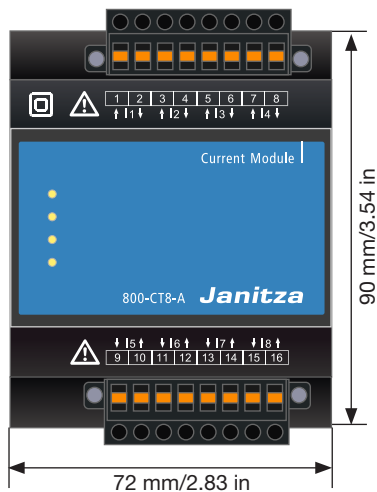 1 2 3 4 5 6 7 8
I1 I2 I3 I4
Current Module
800-CT8-A Janitza
I5 I6 I7 I8
9 10 11 12 13 14 15 16
90 mm/3.54 in
72 mm/2.83 in